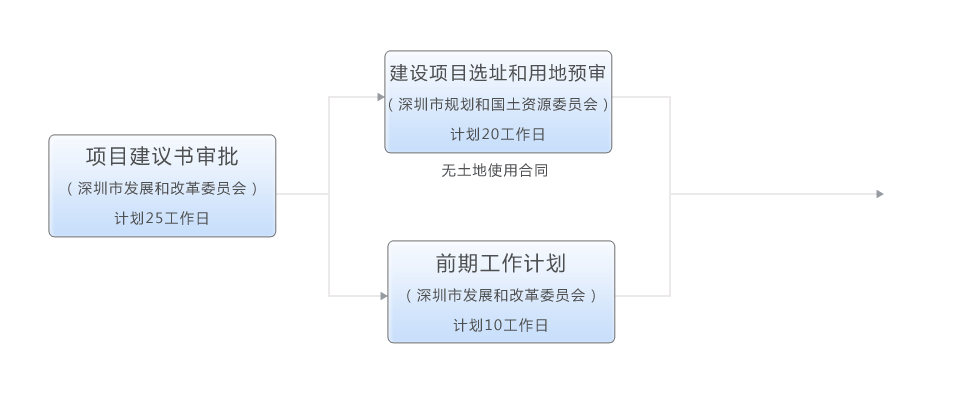 项目建议书审批
（深圳市发展和改革委员会）
计划25工作日
建设项目选址和用地预审
（深圳市规划和国土资源委员会）
计划20工作日
无土地使用合同
前期工作计划
（深圳市发展和改革委员会）
计划10工作日